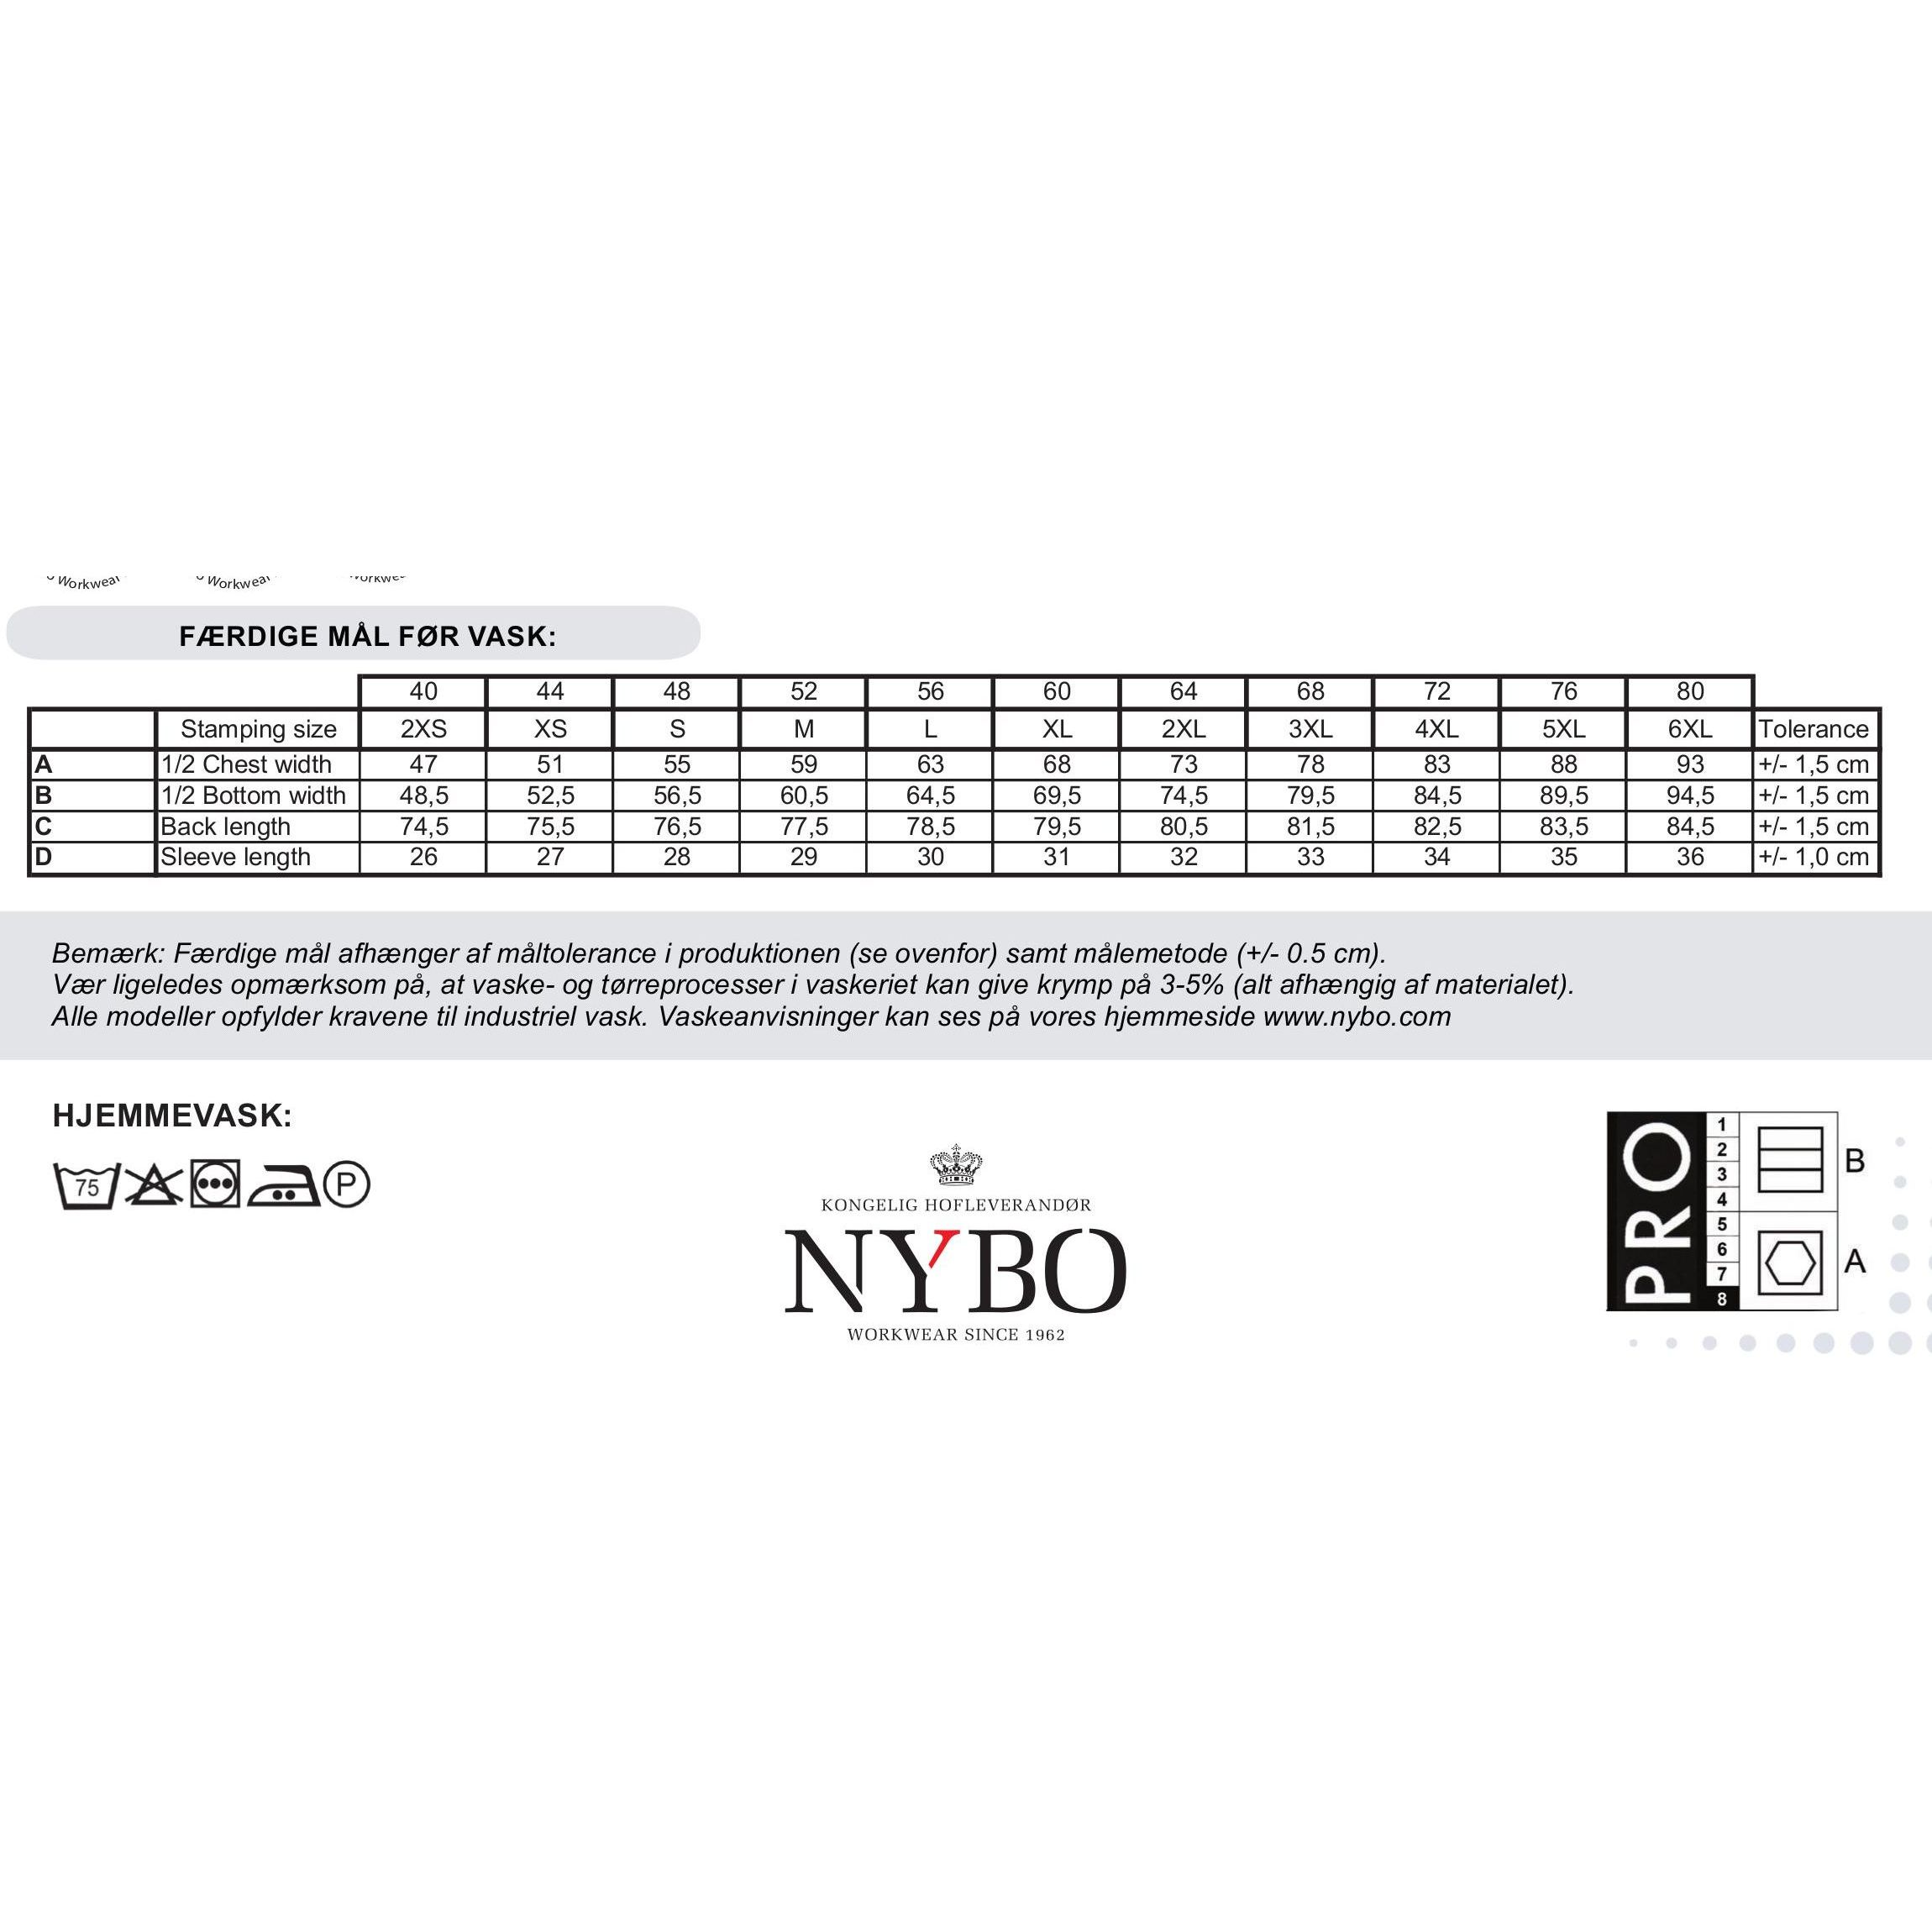 Workwear Workwear
FÆRDIGE MÅL FØR VASK:
40 44 48 52 56 60 64 68 72 76 80
Stamping size 2XS XS S M L XL 2XL 3XL 4XL 5XL 6XL Tolerance
A 1/2 Chest width 47 51 55 59 63 68 73 78 83 88 93 +/- 1,5 cm
B 1/2 Bottom width 48,5 52,5 56,5 60,5 64,5 69,5 74,5 79,5 84,5 89,5 94,5 +/- 1,5 cm
C Back length 74,5 75,5 76,5 77,5 78,5 79,5 80,5 81,5 82,5 83,5 84,5 +/- 1,5 cm
D Sleeve length 26 27 28 29 30 31 32 33 34 35 36 +/- 1,0 cm
Bemærk: Færdige mål afhænger af måltolerance i produktionen (se ovenfor) samt målemetode (+/- 0.5 cm).
Vær ligeledes opmærksom på, at vaske- og tørreprocesser i vaskeriet kan give krymp på 3-5% (alt afhængig af materialet).
Alle modeller opfylder kravene til industriel vask. Vaskeanvisninger kan ses på vores hjemmeside www.nybo.com
HJEMMEVASK:
75
P
KONGELIG HOFLEVERANDØR
NYBO
WORKWEAR SINCE 1962
PRO
1
2
3
4
5
6
7
8
B
A